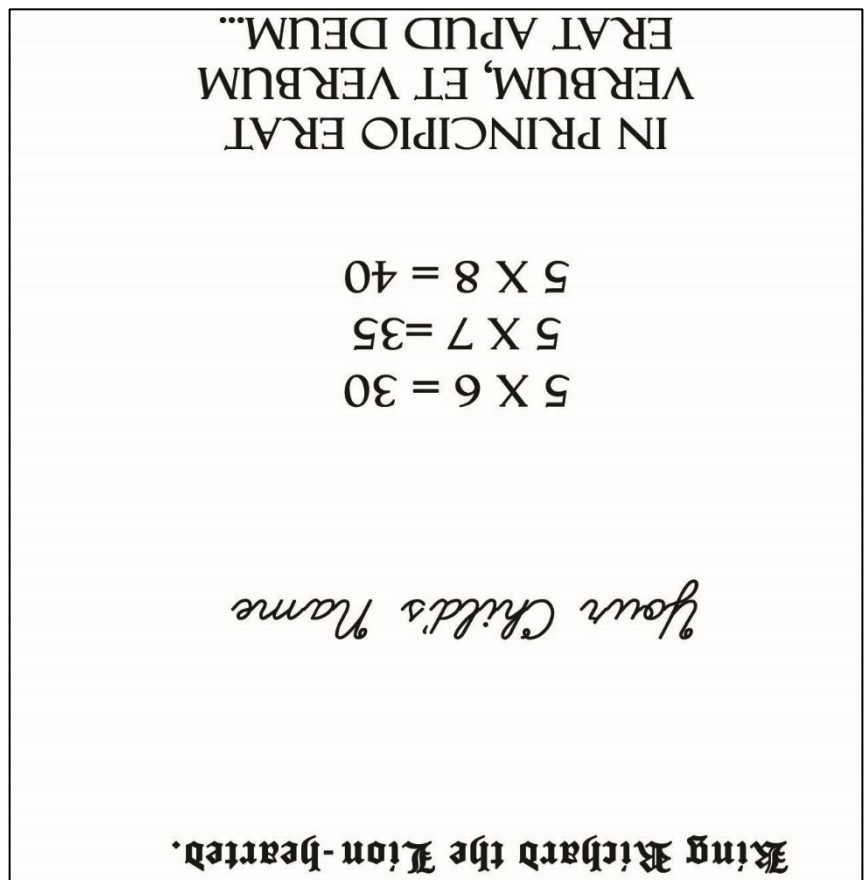 King Richard the Lion-hearted.
Your Child's Name
5 X 6 = 30
5 X 7 =35
5 X 8 = 40
IN PRINCIPIO ERAT
VERBUM, ET VERBUM
ERAT APUD DEUM...